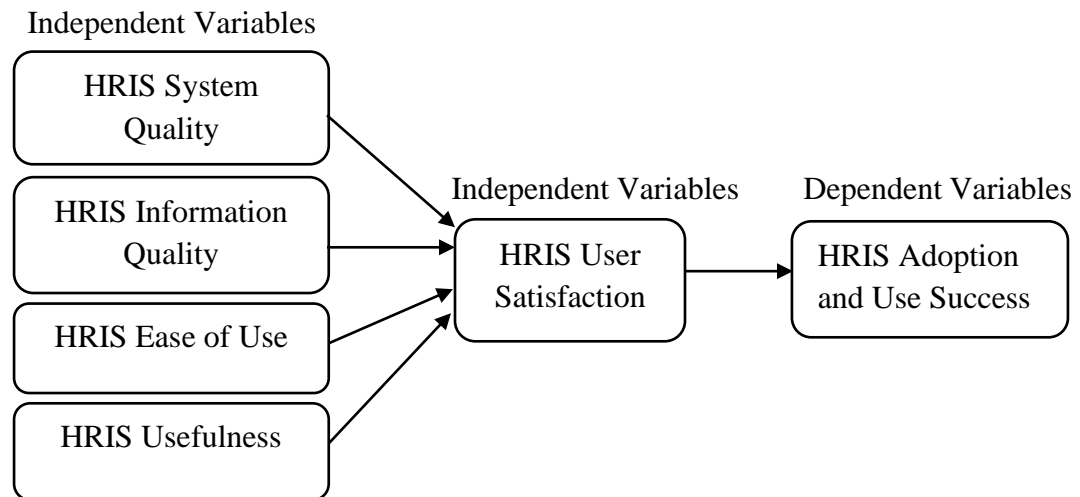 Independent Variables
HRIS System
Quality
HRIS Information
Quality
HRIS Ease of Use
HRIS Usefulness
Independent Variables
HRIS User
Satisfaction
Dependent Variables
HRIS Adoption
and Use Success